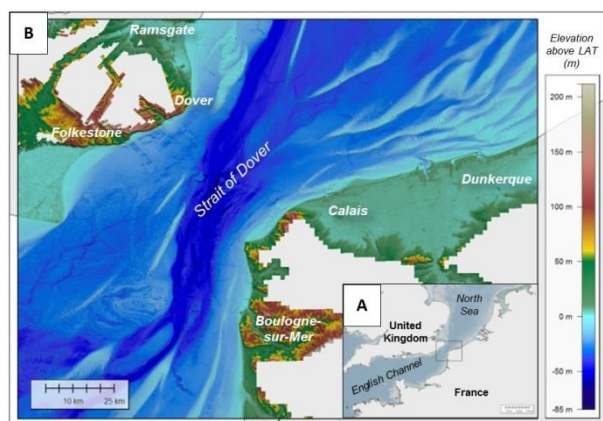 B
Ramsgate
Dover
Folkestone
Strait of Dover
Calais
Dunkerque
Boulogne-
sur-Mer
10 km
25 km
A
North
Sea
United
Kingdom
English Channel
France
Elevation
above LAT
(m)
200 m
150 m
100 m
50 m
0 m
-50 m
-85 m